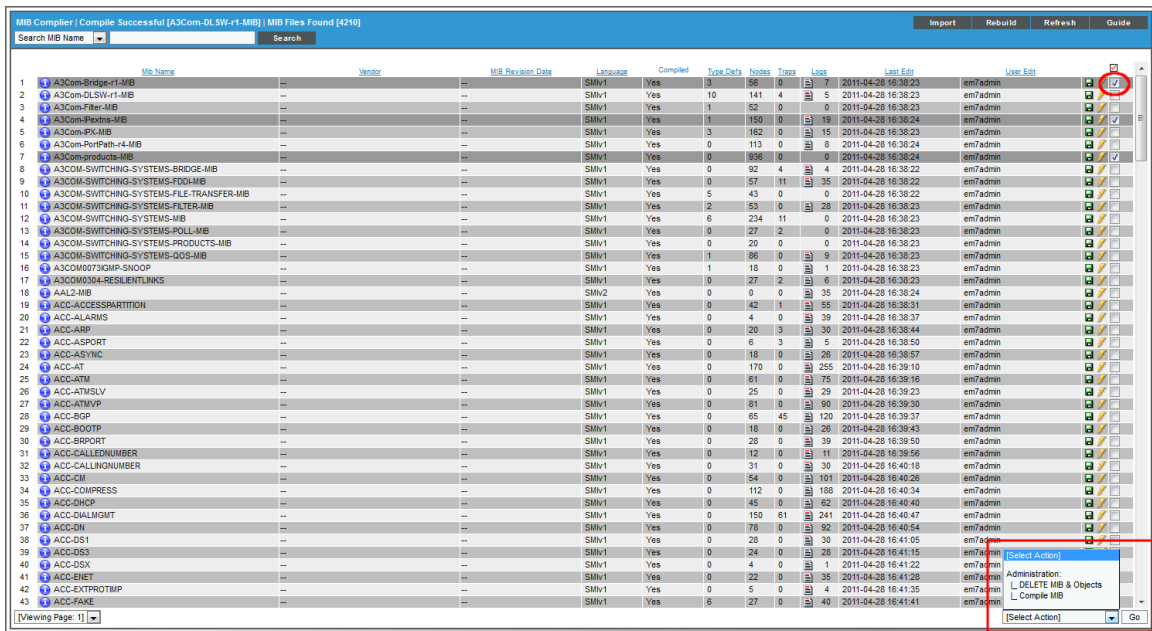 MIB Complier | Compile Successful [A3Com-DLSW-r1-MIB] | MIB Files Found [4210] Import Rebuild Refresh Guide
Search MIB Name Search
Mib Name Vendor MIB Revision Date Language Compiled Type Defs Nodes Traps Logs Last Edit User Edit
1 A3Com-Bridge-r1-MIB -- -- SMIv1 Yes 3 56 0 7 2011-04-28 16:38:23 em7admin
2 A3Com-DLSW-r1-MIB -- -- SMIv1 Yes 10 141 4 5 2011-04-28 16:38:23 em7admin
3 A3Com-Filter-MIB -- -- SMIv1 Yes 1 52 0 0 2011-04-28 16:38:23 em7admin
4 A3Com-IPextns-MIB -- -- SMIv1 Yes 1 150 0 19 2011-04-28 16:38:24 em7admin
5 A3Com-IPX-MIB -- -- SMIv1 Yes 3 162 0 15 2011-04-28 16:38:23 em7admin
6 A3Com-PortPath-r4-MIB -- -- SMIv1 Yes 0 113 0 8 2011-04-28 16:38:24 em7admin
7 A3Com-products-MIB -- -- SMIv1 Yes 0 936 0 0 2011-04-28 16:38:24 em7admin
8 A3COM-SWITCHING-SYSTEMS-BRIDGE-MIB -- -- SMIv1 Yes 0 92 4 4 2011-04-28 16:38:22 em7admin
9 A3COM-SWITCHING-SYSTEMS-FDDI-MIB -- -- SMIv1 Yes 0 57 11 35 2011-04-28 16:38:22 em7admin
10 A3COM-SWITCHING-SYSTEMS-FILE-TRANSFER-MIB -- -- SMIv1 Yes 5 43 0 0 2011-04-28 16:38:22 em7admin
11 A3COM-SWITCHING-SYSTEMS-FILTER-MIB -- -- SMIv1 Yes 2 53 0 28 2011-04-28 16:38:23 em7admin
12 A3COM-SWITCHING-SYSTEMS-MIB -- -- SMIv1 Yes 6 234 11 0 2011-04-28 16:38:23 em7admin
13 A3COM-SWITCHING-SYSTEMS-POLL-MIB -- -- SMIv1 Yes 0 27 2 0 2011-04-28 16:38:23 em7admin
14 A3COM-SWITCHING-SYSTEMS-PRODUCTS-MIB -- -- SMIv1 Yes 0 20 0 0 2011-04-28 16:38:23 em7admin
15 A3COM-SWITCHING-SYSTEMS-QOS-MIB -- -- SMIv1 Yes 1 86 0 9 2011-04-28 16:38:23 em7admin
16 A3COM0073IGMP-SNOOP -- -- SMIv1 Yes 1 18 0 1 2011-04-28 16:38:23 em7admin
17 A3COM0304-RESILIENTLINKS -- -- SMIv1 Yes 0 27 2 6 2011-04-28 16:38:23 em7admin
18 AAL2-MIB -- -- SMIv2 Yes 0 0 0 35 2011-04-28 16:38:24 em7admin
19 ACC-ACCESSPARTITION -- -- SMIv1 Yes 0 42 1 55 2011-04-28 16:38:31 em7admin
20 ACC-ALARMS -- -- SMIv1 Yes 0 4 0 39 2011-04-28 16:38:37 em7admin
21 ACC-ARP -- -- SMIv1 Yes 0 20 3 30 2011-04-28 16:38:44 em7admin
22 ACC-ASPORT -- -- SMIv1 Yes 0 6 3 5 2011-04-28 16:38:50 em7admin
23 ACC-ASYNC -- -- SMIv1 Yes 0 18 0 26 2011-04-28 16:38:57 em7admin
24 ACC-AT -- -- SMIv1 Yes 0 170 0 255 2011-04-28 16:39:10 em7admin
25 ACC-ATM -- -- SMIv1 Yes 0 61 0 75 2011-04-28 16:39:16 em7admin
26 ACC-ATMSLV -- -- SMIv1 Yes 0 25 0 29 2011-04-28 16:39:23 em7admin
27 ACC-ATMVP -- -- SMIv1 Yes 0 81 0 90 2011-04-28 16:39:30 em7admin
28 ACC-BGP -- -- SMIv1 Yes 0 65 45 120 2011-04-28 16:39:37 em7admin
29 ACC-BOOTP -- -- SMIv1 Yes 0 18 0 26 2011-04-28 16:39:43 em7admin
30 ACC-BRPORT -- -- SMIv1 Yes 0 28 0 39 2011-04-28 16:39:50 em7admin
31 ACC-CALLEDNUMBER -- -- SMIv1 Yes 0 12 0 11 2011-04-28 16:39:56 em7admin
32 ACC-CALLINGNUMBER -- -- SMIv1 Yes 0 31 0 30 2011-04-28 16:40:18 em7admin
33 ACC-CM -- -- SMIv1 Yes 0 54 0 101 2011-04-28 16:40:26 em7admin
34 ACC-COMPRESS -- -- SMIv1 Yes 0 112 0 188 2011-04-28 16:40:34 em7admin
35 ACC-DHCP -- -- SMIv1 Yes 0 45 0 62 2011-04-28 16:40:40 em7admin
36 ACC-DIALMGMT -- -- SMIv1 Yes 0 150 61 241 2011-04-28 16:40:47 em7admin
37 ACC-DN -- -- SMIv1 Yes 0 78 0 92 2011-04-28 16:40:54 em7admin
38 ACC-DS1 -- -- SMIv1 Yes 0 28 0 30 2011-04-28 16:41:05 em7admin
39 ACC-DS3 -- -- SMIv1 Yes 0 24 0 28 2011-04-28 16:41:15 em7admin
[Select Action]
40 ACC-DSX -- -- SMIv1 Yes 0 4 0 1 2011-04-28 16:41:22 em7admin
Administration:
41 ACC-ENET -- -- SMIv1 Yes 0 22 0 35 2011-04-28 16:41:28 em7admin
DELETE MIB & Objects
42 ACC-EXTPROTIMP -- -- SMIv1 Yes 0 5 0 4 2011-04-28 16:41:35 em7admin
Compile MIB
43 ACC-FAKE -- -- SMIv1 Yes 6 27 0 40 2011-04-28 16:41:41 em7admin
[Viewing Page: 1] [Select Action] Go